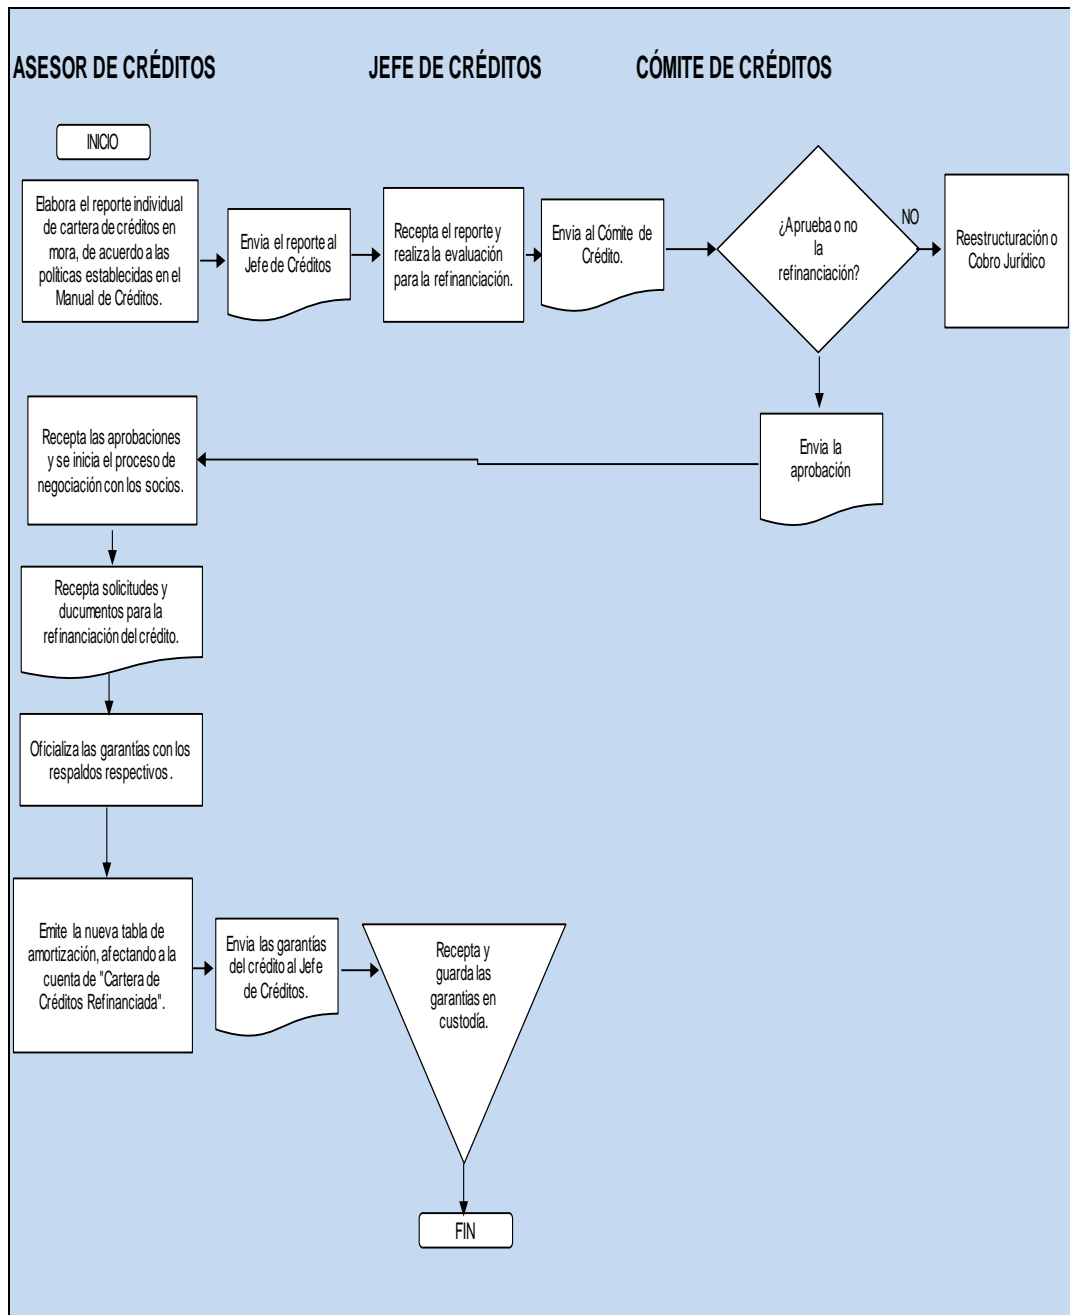 ASESOR DE CRÉDITOS
JEFE DE CRÉDITOS
CÓMITE DE CRÉDITOS
INICIO
Elabora el reporte individual
de cartera de créditos en
mora, de acuerdo a las
políticas establecidas en el
Manual de Créditos.
Envia el reporte al
Jefe de Créditos
Recepta el reporte y
realiza la evaluación
para la refinanciación.
Envia al Cómite de
Crédito.
¿Aprueba o no
la
refinanciación?
NO
Reestructuración o
Cobro Jurídico
Envia la
aprobación
Recepta las aprobaciones
y se inicia el proceso de
negociación con los socios.
Recepta solicitudes y
ducumentos para la
refinanciación del crédito.
Oficializa las garantías con los
respaldos respectivos.
Emite la nueva tabla de
amortización, afectando a la
cuenta de "Cartera de
Créditos Refinanciada".
Envia las garantías
del crédito al Jefe
de Créditos.
Recepta y
guarda las
garantias en
custodía.
FIN